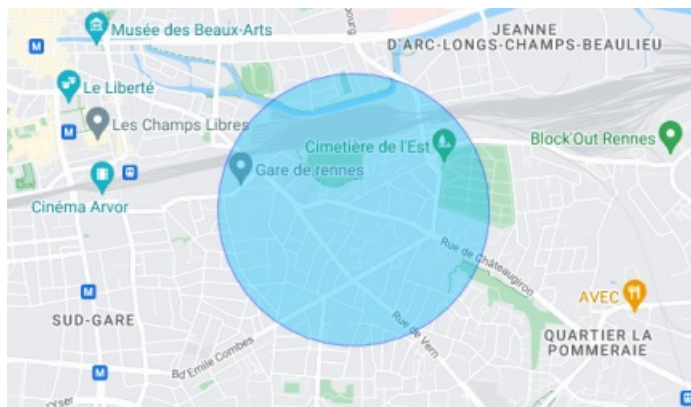 Musée des Beaux-Arts
JEANNE
D'ARC-LONGS-CHAMPS-BEAULIEU
Le Liberté
M
M
Les Champs Libres
Cimetière de l'Est
Block'Out Rennes
Gare de rennes
Cinéma Arvor
Rue de Châteaugiron
M
AVEC
SUD-GARE
Rue de Vern
QUARTIER LA
POMMERAIE
Bd Emile Combes
M